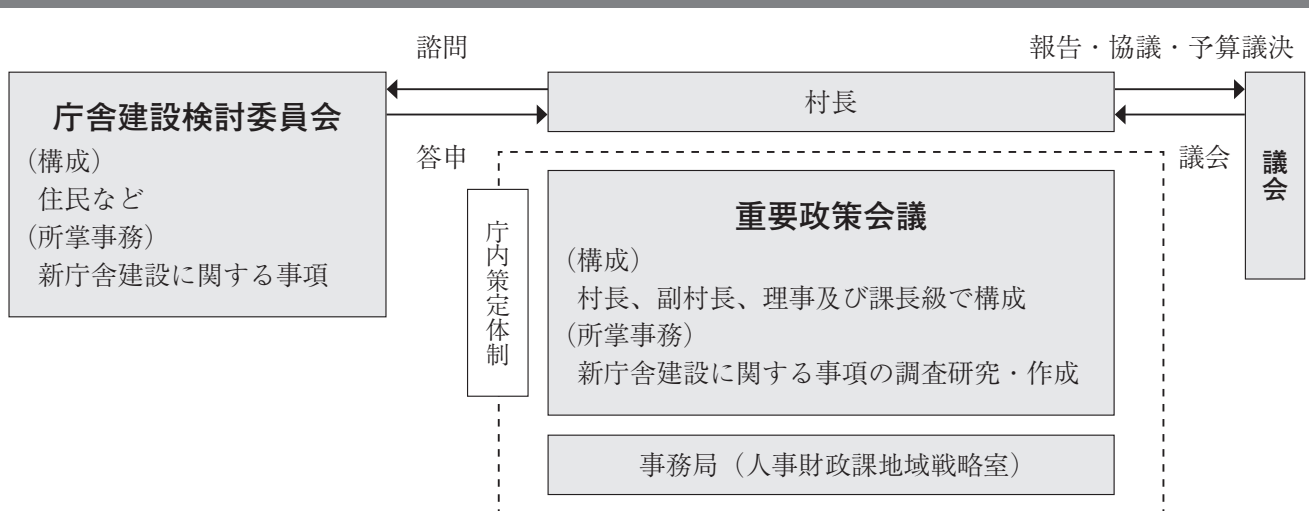 諮問
報告・協議・予算議決
庁舎建設検討委員会
(構成)
住民など
(所掌事務)
新庁舎建設に関する事項
村長
議会
答申
議会
庁内策定体制
重要政策会議
(構成)
村長、副村長、理事及び課長級で構成
(所掌事務)
新庁舎建設に関する事項の調査研究・作成
事務局（人事財政課地域戦略室）